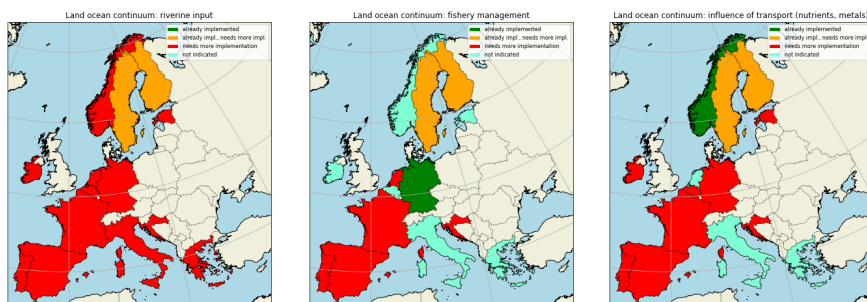 Land ocean continuum: riverine input
already implemented
already impl., needs more impl.
needs more implementation
not indicated
Land ocean continuum: fishery management
already implemented
already impl., needs more impl.
needs more implementation
not indicated
Land ocean continuum: influence of transport (nutrients, metals)
already implemented
already impl., needs more impl.
needs more implementation
not indicated